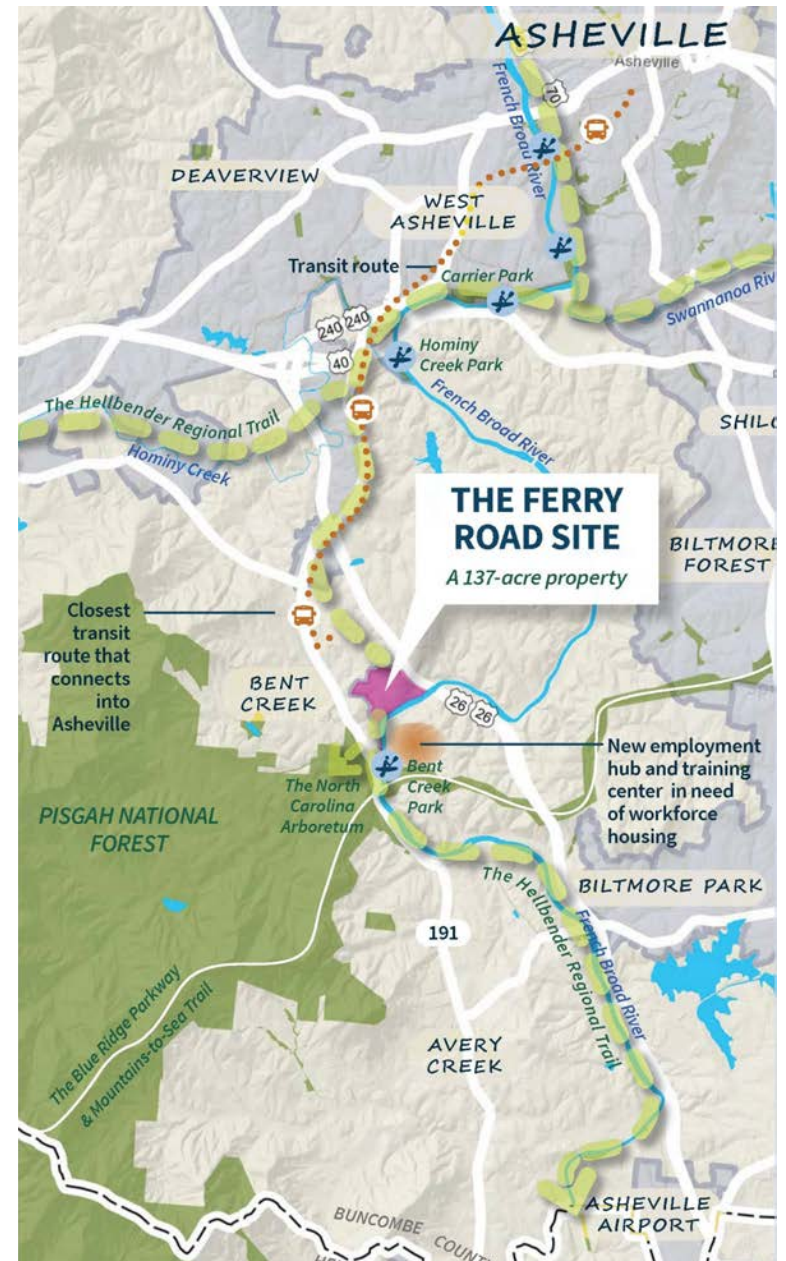 ASHEVILLE
Asheville
70
French Broad River
DEAVERVIEW
WEST
ASHEVILLE
Transit route
Carrier Park
Swannanoa Riv
240 240
40
Hominy
Creek Park
French Broad River
The Hellbender Regional Trail
Hominy Creek
SHILO
THE FERRY
ROAD SITE
A 137-acre property
BILTMORE
FOREST
Closest
transit
route that
connects
into
Asheville
BENT
CREEK
26 26
New employment
hub and training
center in need
of workforce
housing
Bent
Creek
Park
The North
Carolina
Arboretum
PISGAH NATIONAL
FOREST
BILTMORE PARK
The Hellbender Regional Trail
French Broad River
191
The Blue Ridge Parkway
& Mountains-to-Sea Trail
AVERY
CREEK
ASHEVILLE
AIRPORT
BUNCOMBE COUNT